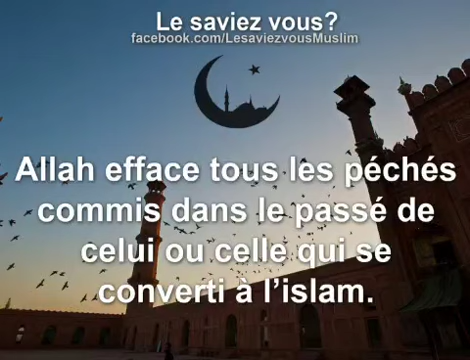 Le saviez vous?
facebook.com/LesaviezvousMuslim
Allah efface tous les péchés
commis dans le passé de
celui ou celle qui se
converti à l'islam.